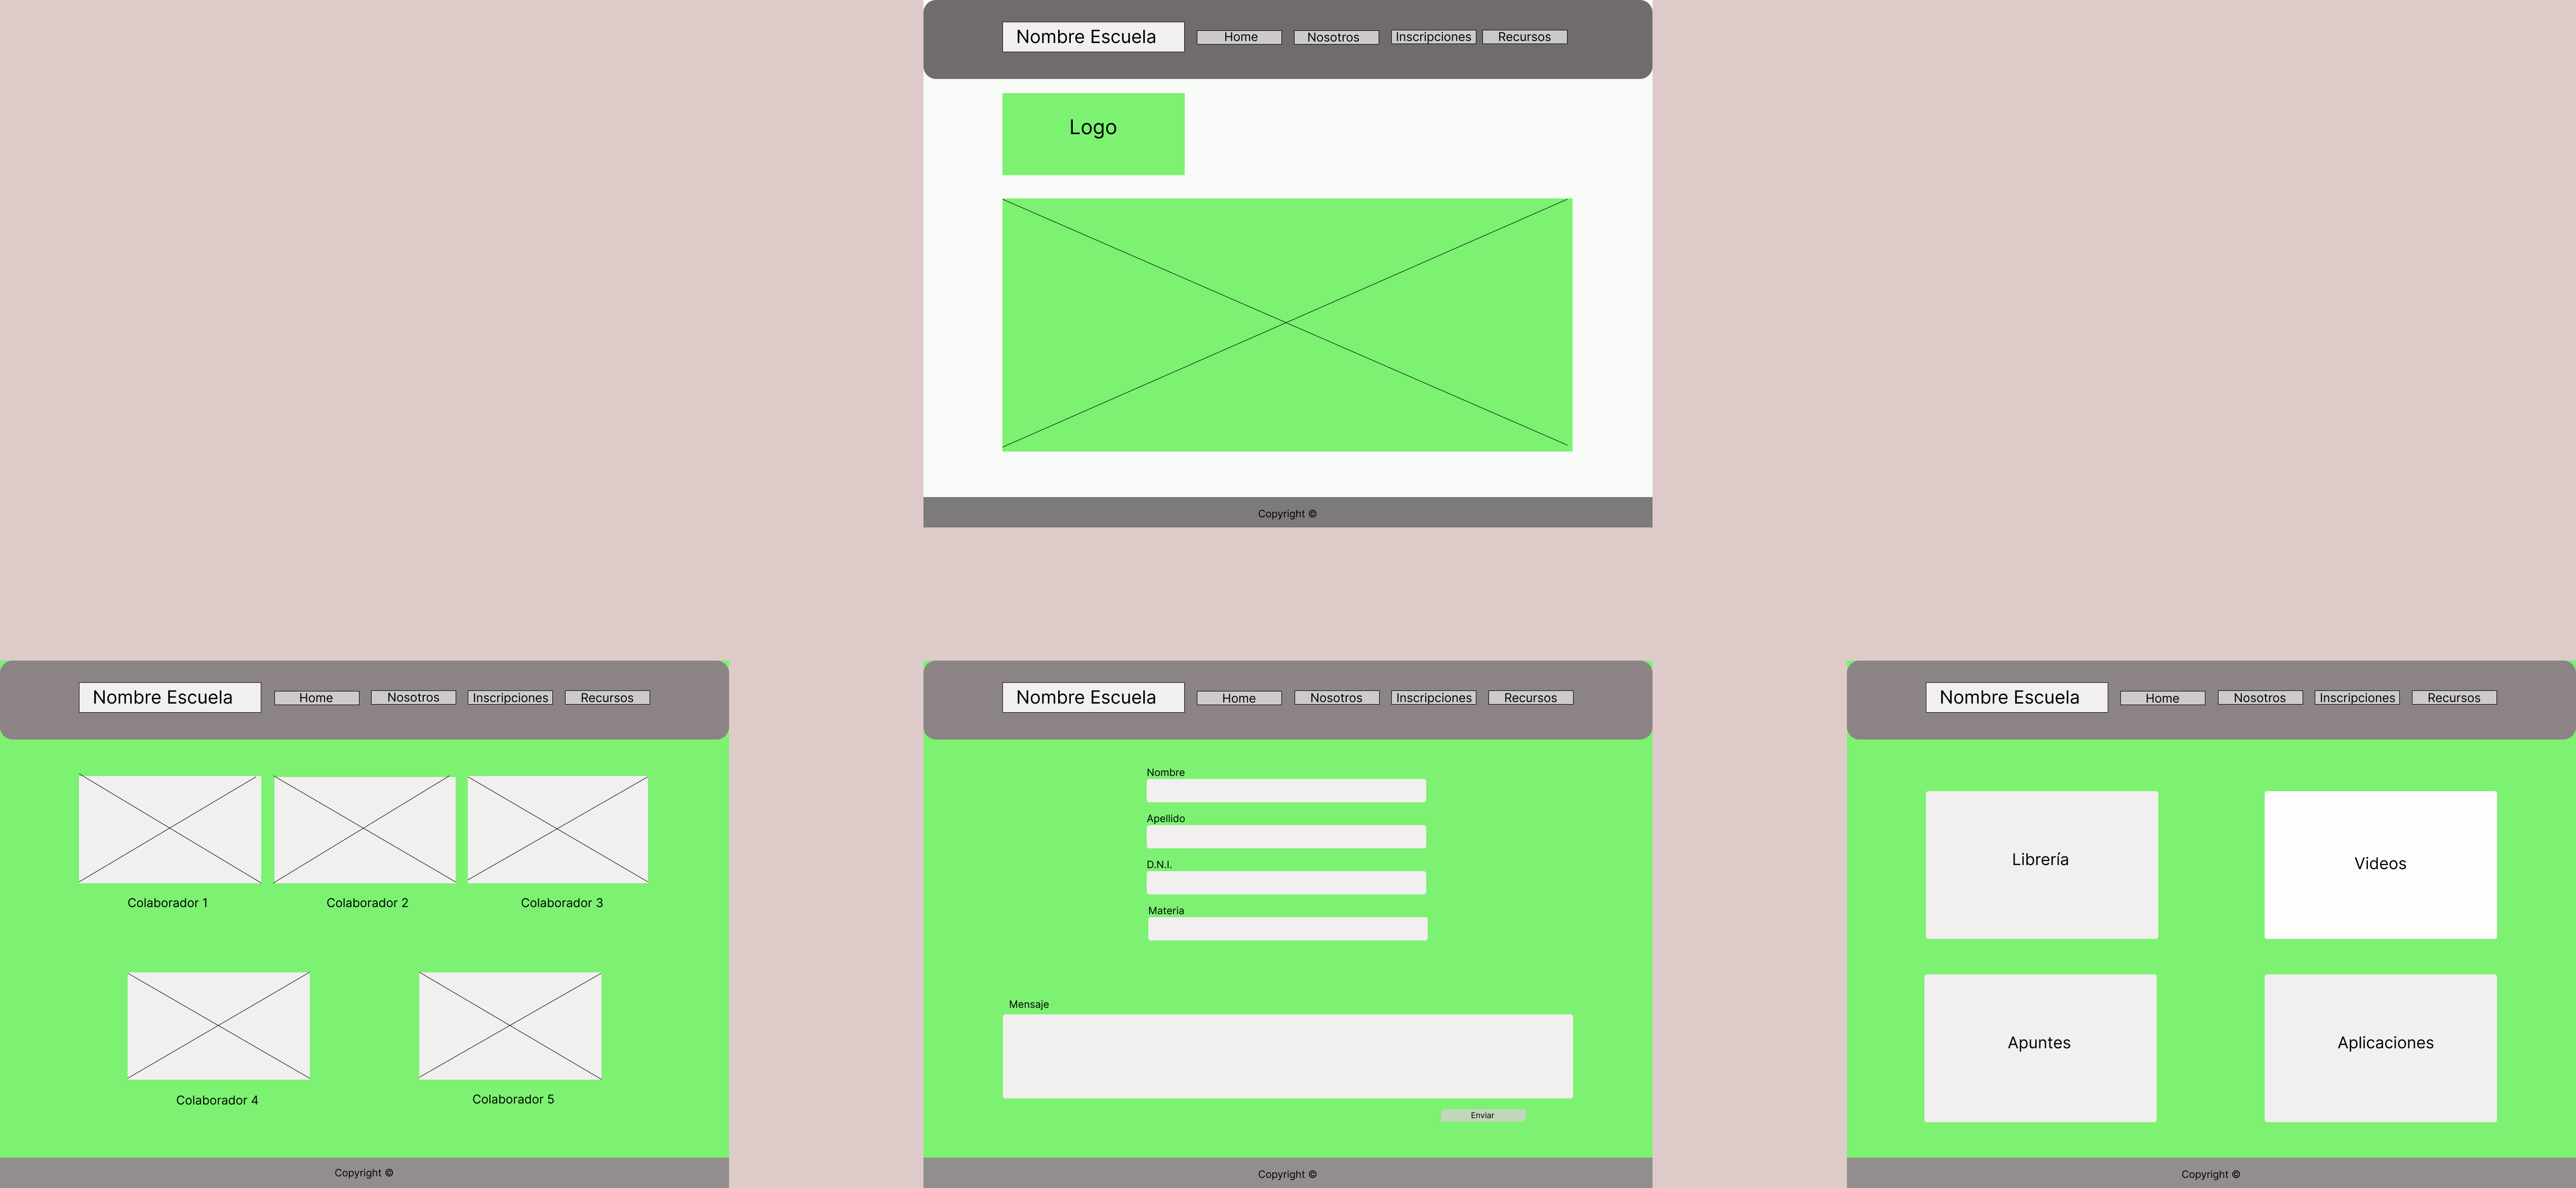 Nombre Escuela
Home
Nosotros
Inscripciones
Recursos
Logo
Copyright ©
Nombre Escuela
Home
Nosotros
Inscripciones
Recursos
Colaborador 1
Colaborador 2
Colaborador 3
Colaborador 4
Colaborador 5
Copyright ©
Nombre Escuela
Home
Nosotros
Inscripciones
Recursos
Nombre
Apellido
D.N.I.
Materia
Mensaje
Enviar
Copyright ©
Nombre Escuela
Home
Nosotros
Inscripciones
Recursos
Librería
Videos
Apuntes
Aplicaciones
Copyright ©